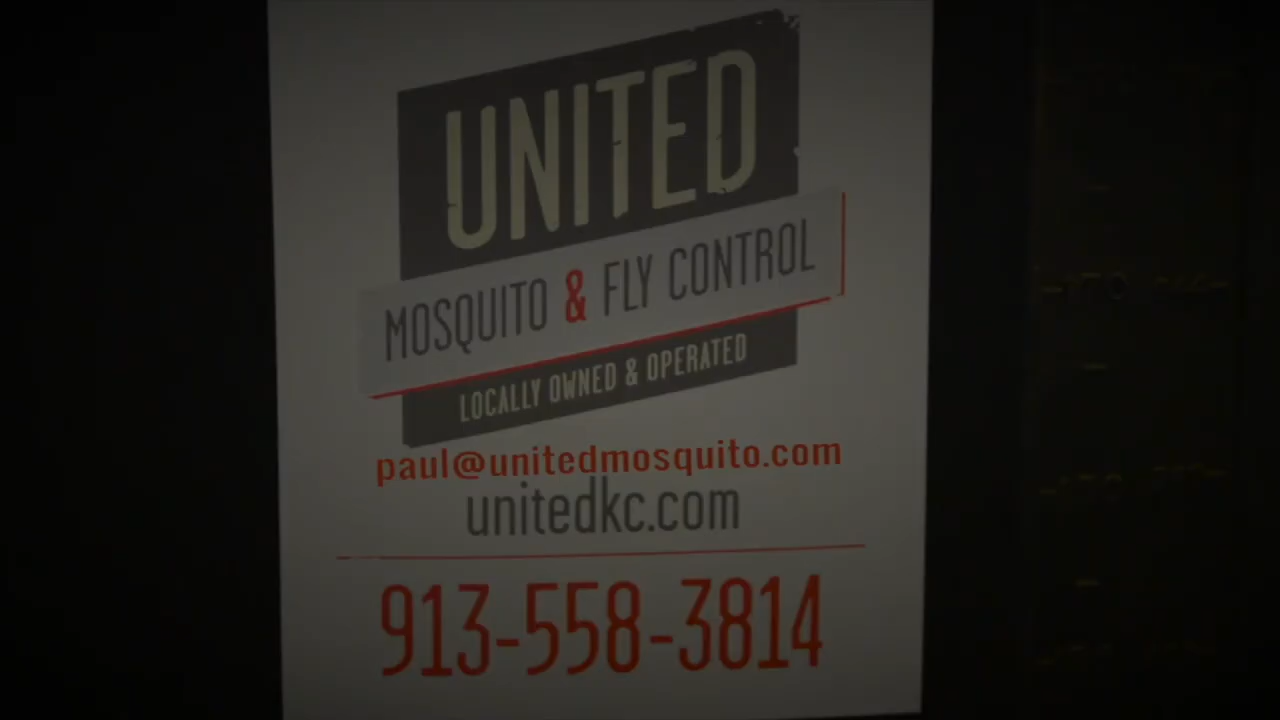 UNITED
MOSQUITO & FLY CONTROL
LOCALLY OWNED & OPERATED
paul@unitedmosquito.com
unitedkc.com
913-558-3814